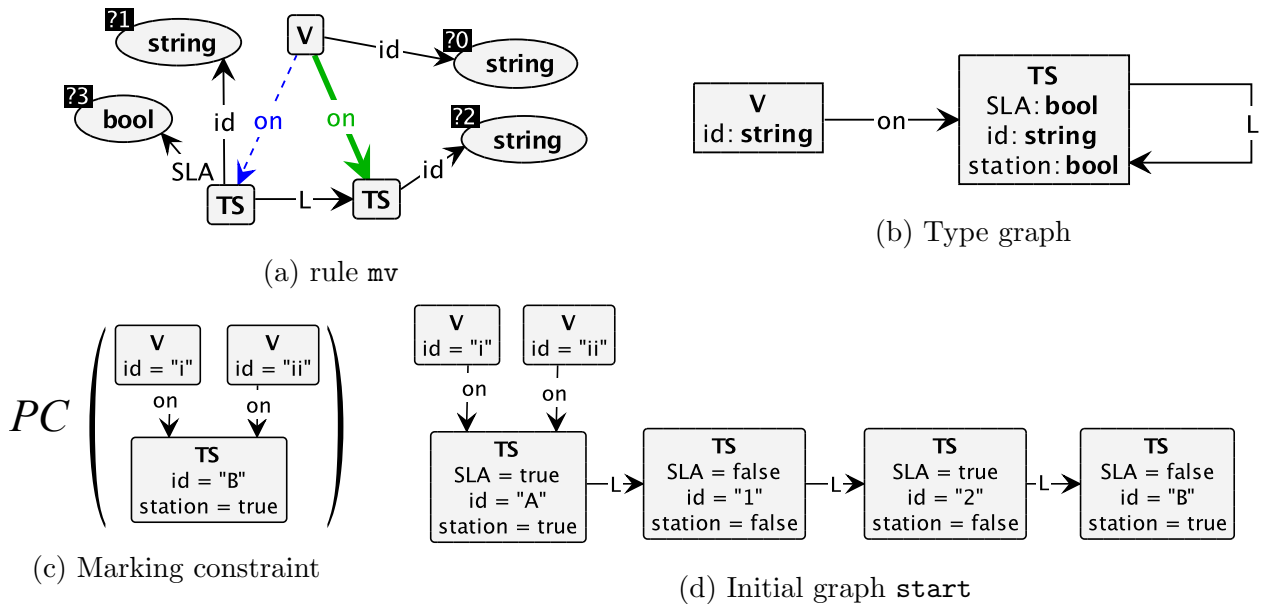 ?1
string
V
id
?0
string
?3
bool
id
on
on
?2
string
SLA
id
TS
L
TS
(a) rule mv
V
id: string
on
TS
SLA: bool
id: string
station: bool
L
(b) Type graph
PC
V
id = "i"
V
id = "ii"
on
on
TS
id = "B"
station = true
(c) Marking constraint
V
id = "i"
V
id = "ii"
on
on
TS
SLA = true
id = "A"
station = true
L
TS
SLA = false
id = "1"
station = false
L
TS
SLA = true
id = "2"
station = false
L
TS
SLA = false
id = "B"
station = true
(d) Initial graph start